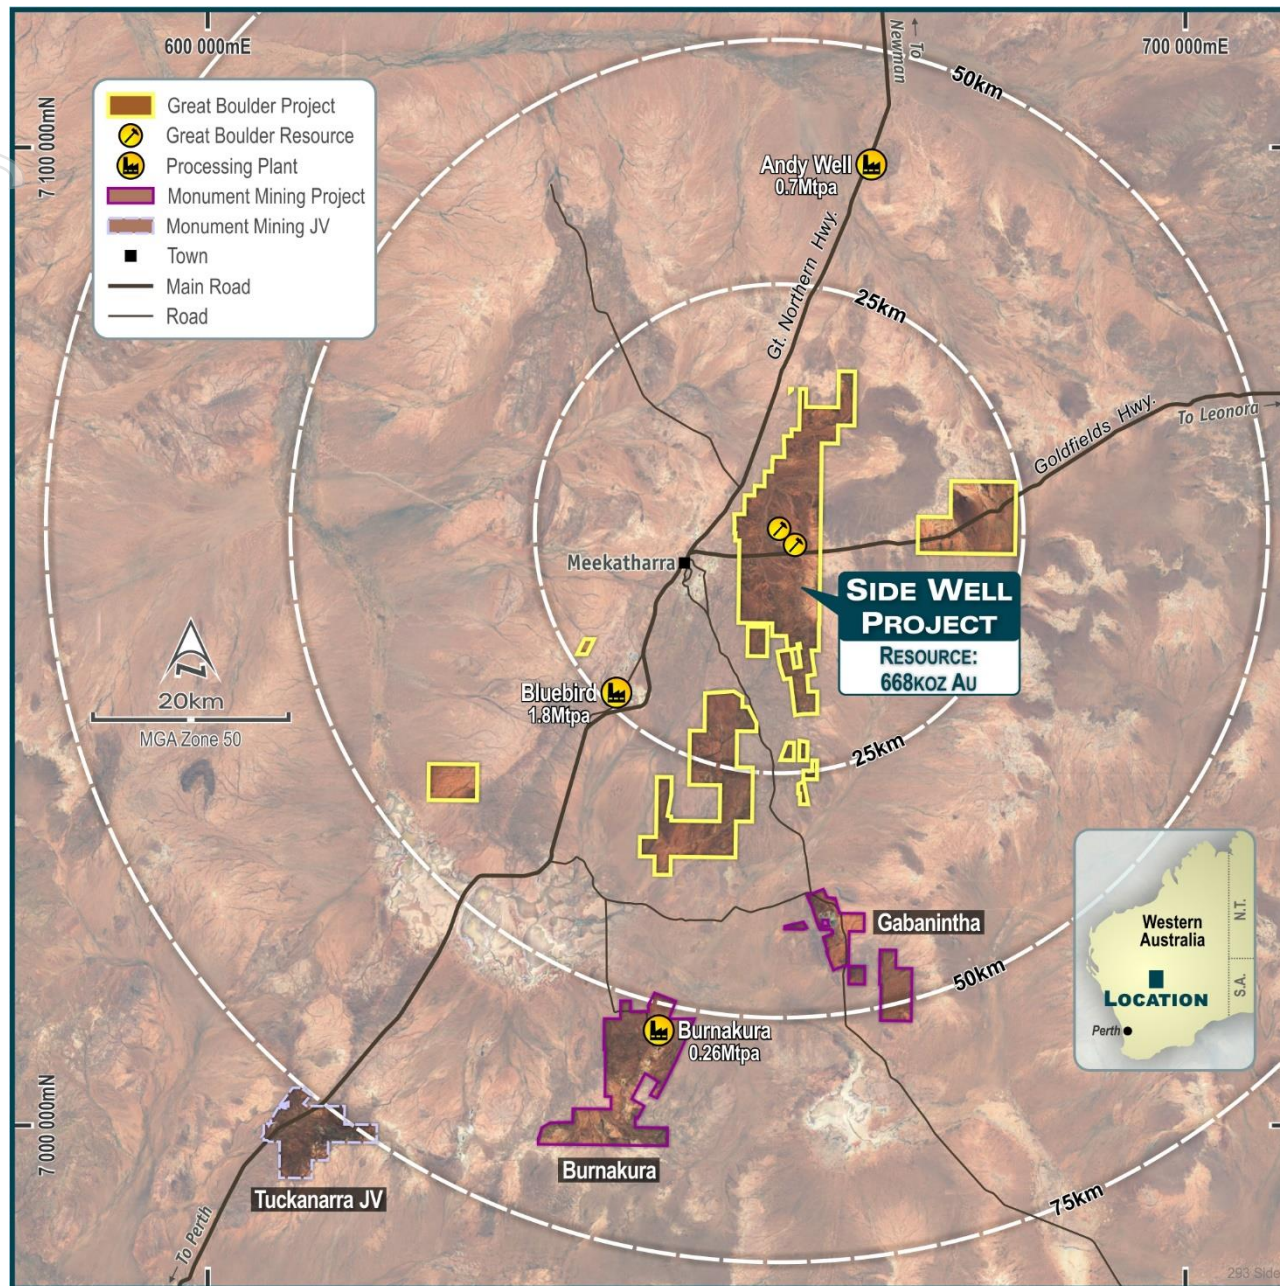 600 000mE
700 000mE
7 100 000mN
7 000 000mN
Great Boulder Project
Great Boulder Resource
Processing Plant
Monument Mining Project
Monument Mining JV
Town
Main Road
Road
To
Newman
50km
Andy Well
0.7Mtpa
Gt. Northern Hwy.
25km
Goldfields Hwy.
To Leonora
Meekatharra
SIDE WELL
PROJECT
RESOURCE:
668KOZ AU
N
20km
MGA Zone 50
Bluebird
1.8Mtpa
25km
Gabanintha
50km
Burnakura
0.26Mtpa
Burnakura
Tuckanarra JV
To Perth
75km
Western
Australia
N.T.
S.A.
LOCATION
Perth
293 Side